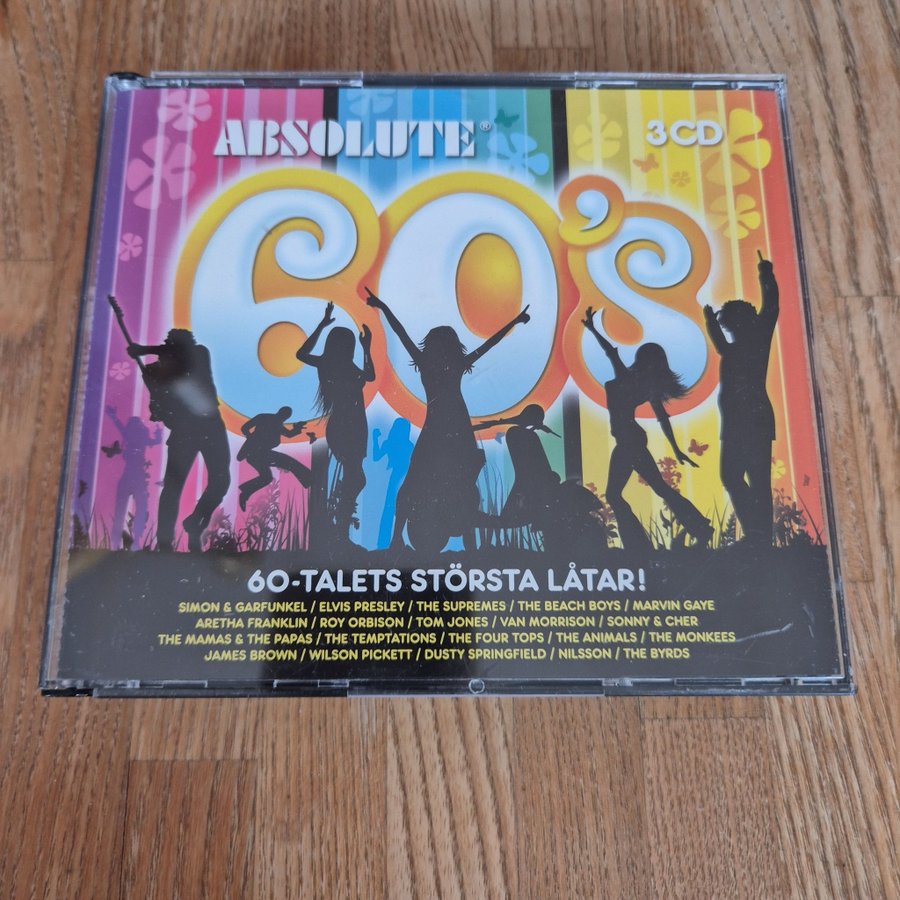 ABSOLUTE®
3CD
60's
60-TALETS STÖRSTA LÅTAR!
SIMON & GARFUNKEL / ELVIS PRESLEY / THE SUPREMES / THE BEACH BOYS / MARVIN GAYE
ARETHA FRANKLIN / ROY ORBISON / TOM JONES / VAN MORRISON / SONNY & CHER
THE MAMAS & THE PAPAS / THE TEMPTATIONS / THE FOUR TOPS / THE ANIMALS / THE MONKEES
JAMES BROWN / WILSON PICKETT / DUSTY SPRINGFIELD / NILSSON / THE BYRDS